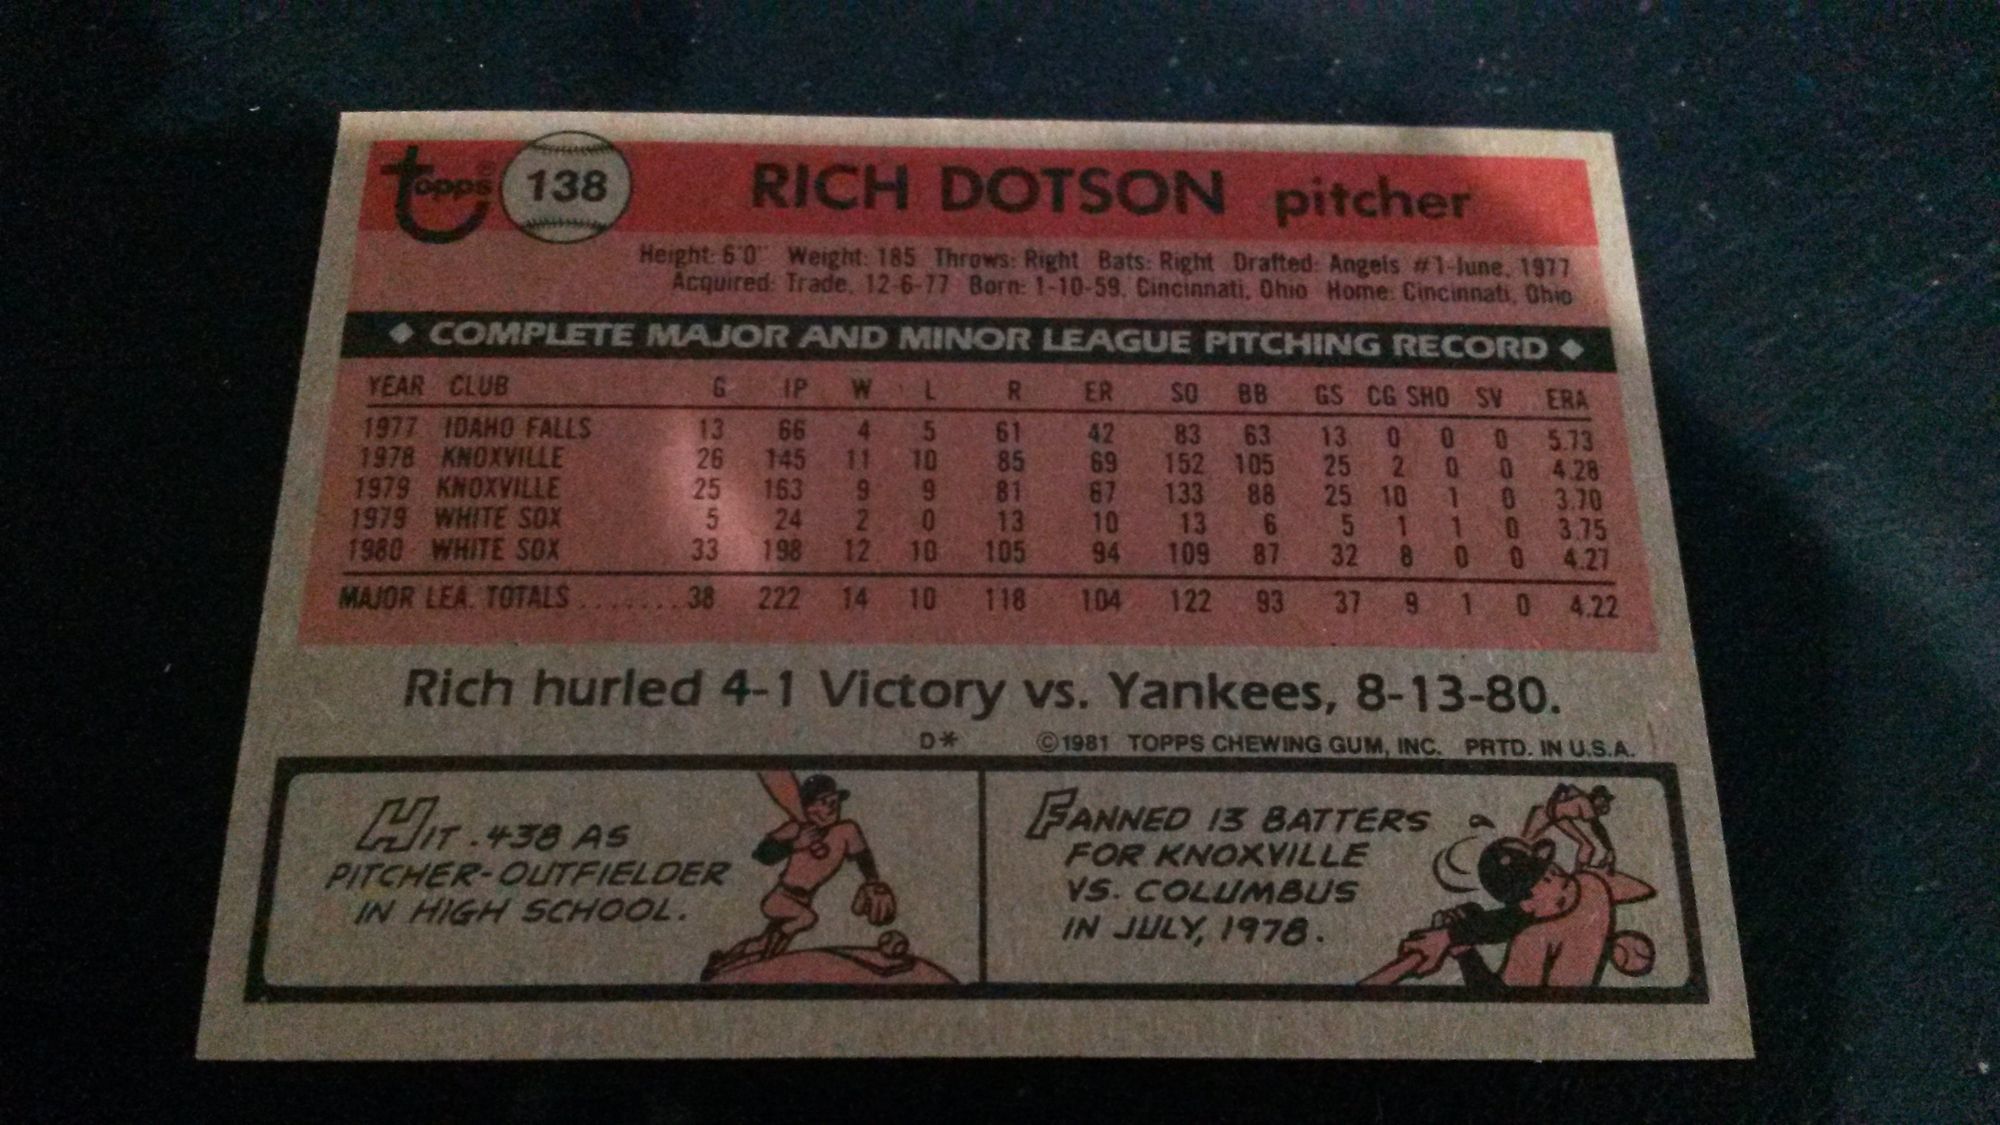 topps 138 RICH DOTSON pitcher
Height: 6'0" Weight: 185 Throws: Right Bats: Right Drafted: Angels #1-June, 1977
Acquired: Trade, 12-6-77 Born: 1-10-59, Cincinnati, Ohio Home: Cincinnati, Ohio
◆ COMPLETE MAJOR AND MINOR LEAGUE PITCHING RECORD ◆
YEAR CLUB G IP W L R ER SO BB GS CG SHO SV ERA
1977 IDAHO FALLS 13 66 4 5 61 42 83 63 13 0 0 0 5.73
1978 KNOXVILLE 26 145 11 10 85 69 152 105 25 2 0 0 4.28
1979 KNOXVILLE 25 163 9 9 81 67 133 88 25 10 1 0 3.70
1979 WHITE SOX 5 24 2 0 13 10 13 6 5 1 1 0 3.75
1980 WHITE SOX 33 198 12 10 105 94 109 87 32 8 0 0 4.27
MAJOR LEA. TOTALS.......38 222 14 10 118 104 122 93 37 9 1 0 4.22
Rich hurled 4-1 Victory vs. Yankees, 8-13-80.
D* ©1981 TOPPS CHEWING GUM, INC. PRTD. IN U.S.A.
HIT .438 AS
PITCHER-OUTFIELDER
IN HIGH SCHOOL.
FANNED 13 BATTERS
FOR KNOXVILLE
VS. COLUMBUS
IN JULY, 1978.